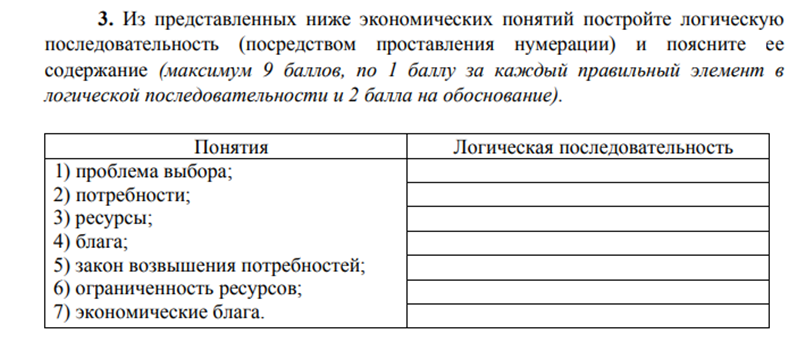 3. Из представленных ниже экономических понятий постройте логическую
последовательность (посредством проставления нумерации) и поясните ее
содержание (максимум 9 баллов, по 1 баллу за каждый правильный элемент в
логической последовательности и 2 балла на обоснование).
Понятия
Логическая последовательность
1) проблема выбора;
2) потребности;
3) ресурсы;
4) блага;
5) закон возвышения потребностей;
6) ограниченность ресурсов;
7) экономические блага.